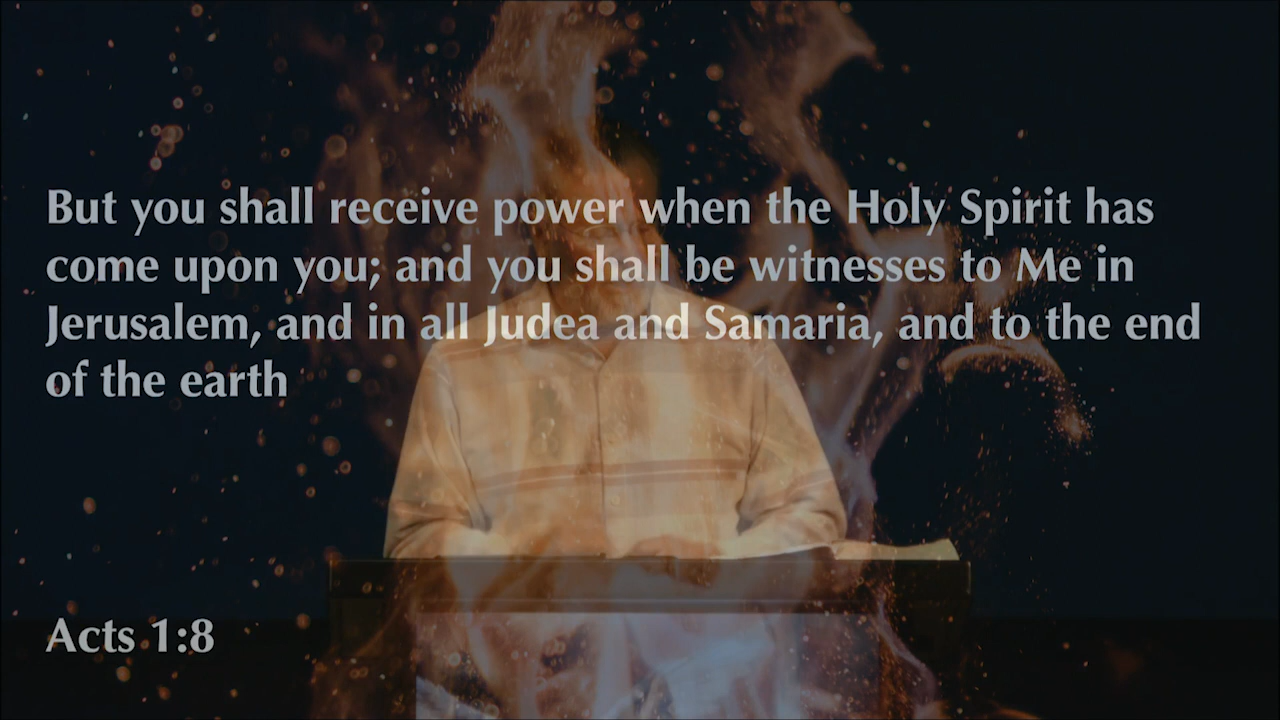 But you shall receive power when the Holy Spirit has
come upon you; and you shall be witnesses to Me in
Jerusalem, and in all Judea and Samaria, and to the end
of the earth
Acts 1:8